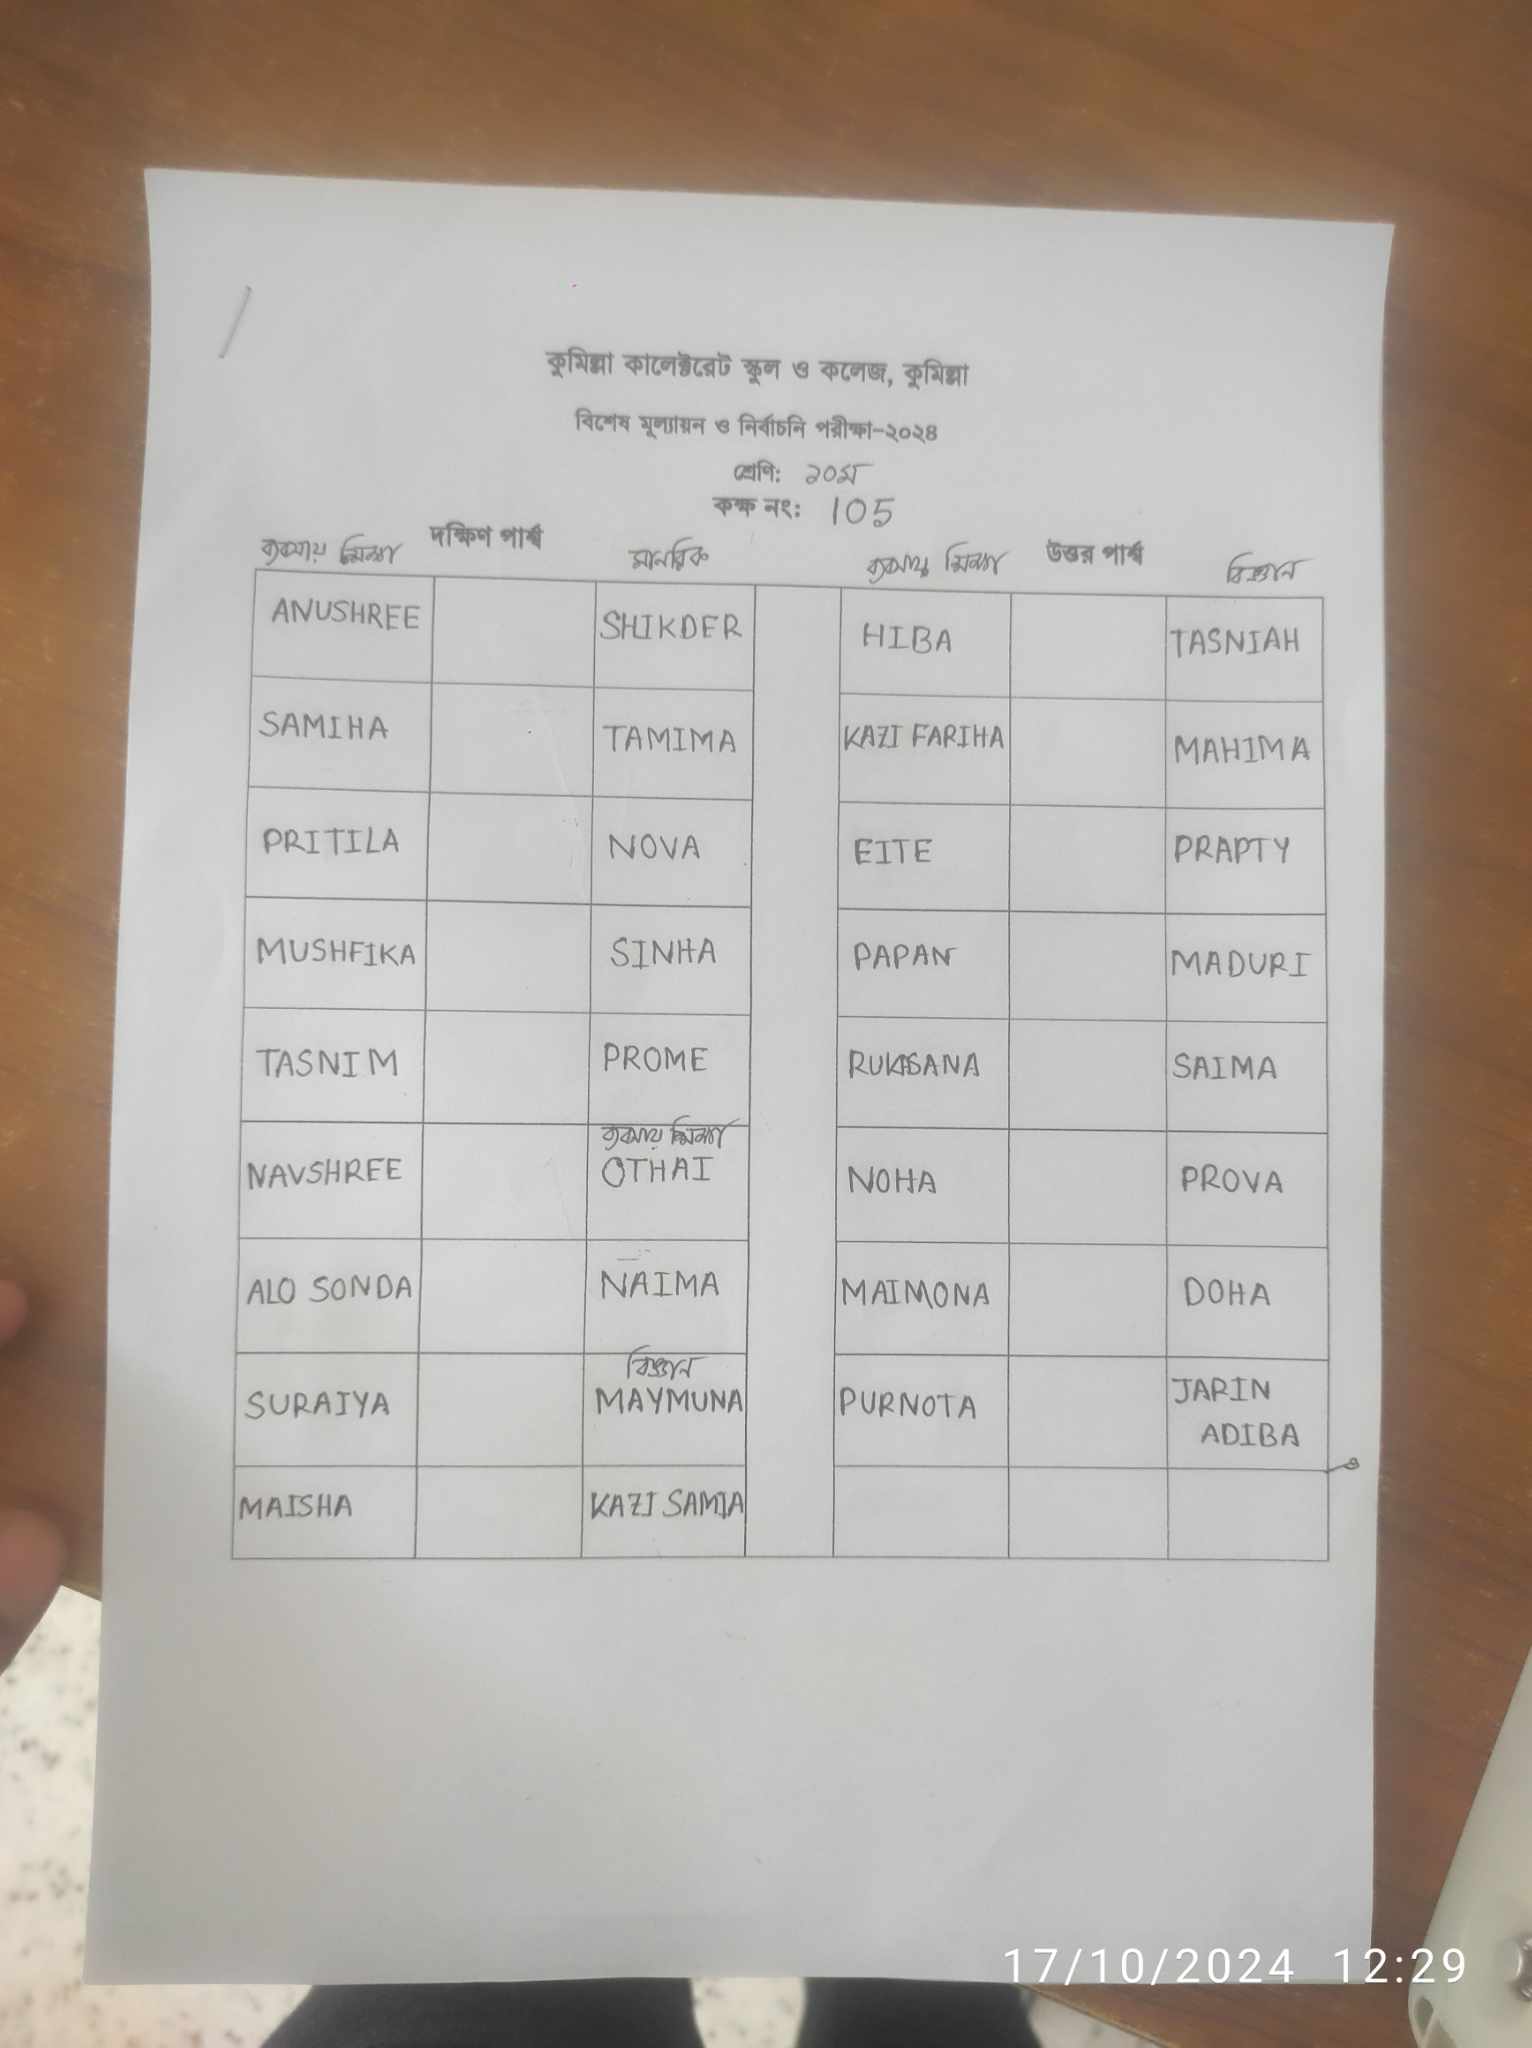 কুমিল্লা কালেক্টরেট স্কুল ও কলেজ, কুমিল্লা
বিশেষ মূল্যায়ন ও নির্বাচনি পরীক্ষা-২০২৪
শ্রেণি: ১০ম
কক্ষ নং: 105
ব্যবসায় শিক্ষা দক্ষিণ পার্শ্ব মানবিক ব্যবসায় শিক্ষা উত্তর পার্শ্ব বিজ্ঞান
ANUSHREE SHIKDER HIBA TASNIAH
SAMIHA TAMIMA KAZI FARIHA MAHIMA
PRITILA NOVA EITE PRAPTY
MUSHFIKA SINHA PAPAN MADURI
TASNIM PROME RUKSANA SAIMA
ব্যবসায় শিক্ষা
NAVSHREE OTHAI NOHA PROVA
ALO SONDA NAIMA MAIMONA DOHA
বিজ্ঞান
SURAIYA MAYMUNA PURNOTA JARIN
ADIBA
MAISHA KAZI SAMIA
17/10/2024 12:29